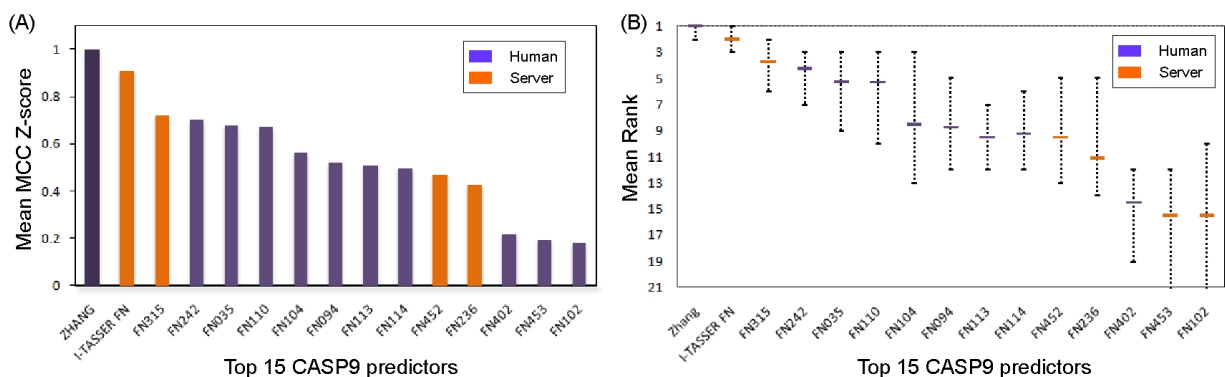 (A)
Mean MCC Z-score
1
0.8
0.6
0.4
0.2
0
Human
Server
ZHANG
I-TASSER FN
FN315
FN242
FN035
FN110
FN104
FN094
FN113
FN114
FN452
FN236
FN402
FN453
FN102
Top 15 CASP9 predictors
(B)
Mean Rank
1
3
5
7
9
11
13
15
17
19
21
Human
Server
Zhang
I-TASSER FN
FN315
FN242
FN035
FN110
FN104
FN094
FN113
FN114
FN452
FN236
FN402
FN453
FN102
Top 15 CASP9 predictors